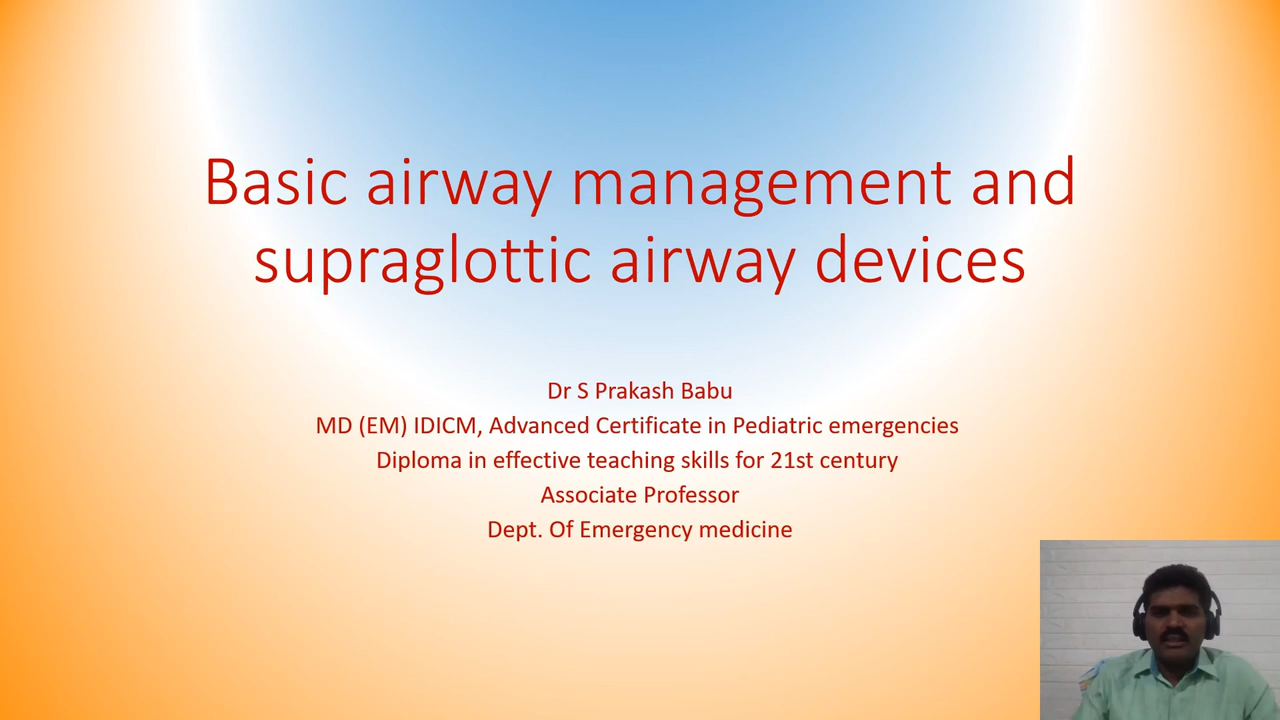 Basic airway management and
supraglottic airway devices
Dr S Prakash Babu
MD (EM) IDICM, Advanced Certificate in Pediatric emergencies
Diploma in effective teaching skills for 21st century
Associate Professor
Dept. Of Emergency medicine